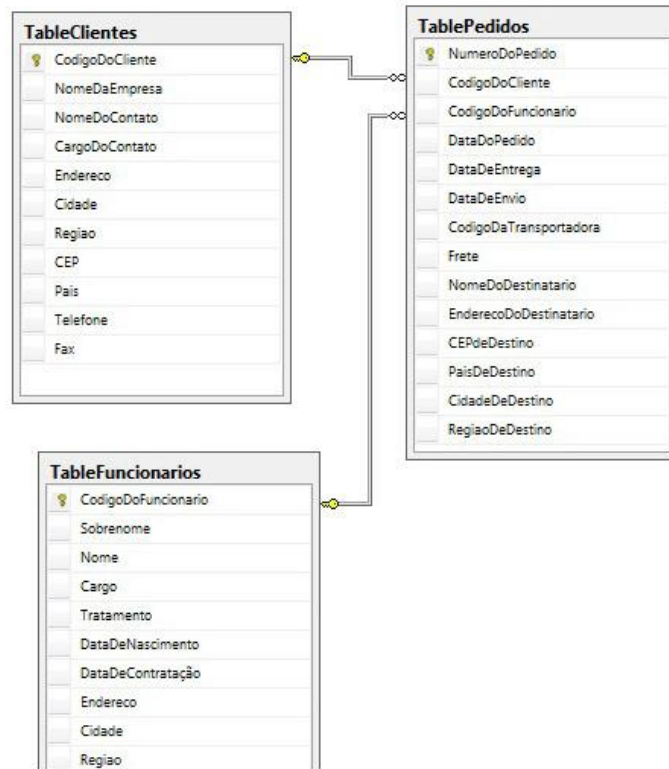 TableClientes
CodigoDoCliente
NomeDaEmpresa
NomeDoContato
CargoDoContato
Endereco
Cidade
Regiao
CEP
Pais
Telefone
Fax
TablePedidos
NumeroDoPedido
CodigoDoCliente
CodigoDoFuncionario
DataDoPedido
DataDeEntrega
DataDeEnvio
CodigoDaTransportadora
Frete
NomeDoDestinatario
EnderecoDoDestinatario
CEPdeDestino
PaisDeDestino
CidadeDeDestino
RegiaoDeDestino
TableFuncionarios
CodigoDoFuncionario
Sobrenome
Nome
Cargo
Tratamento
DataDeNascimento
DataDeContratação
Endereco
Cidade
Regiao